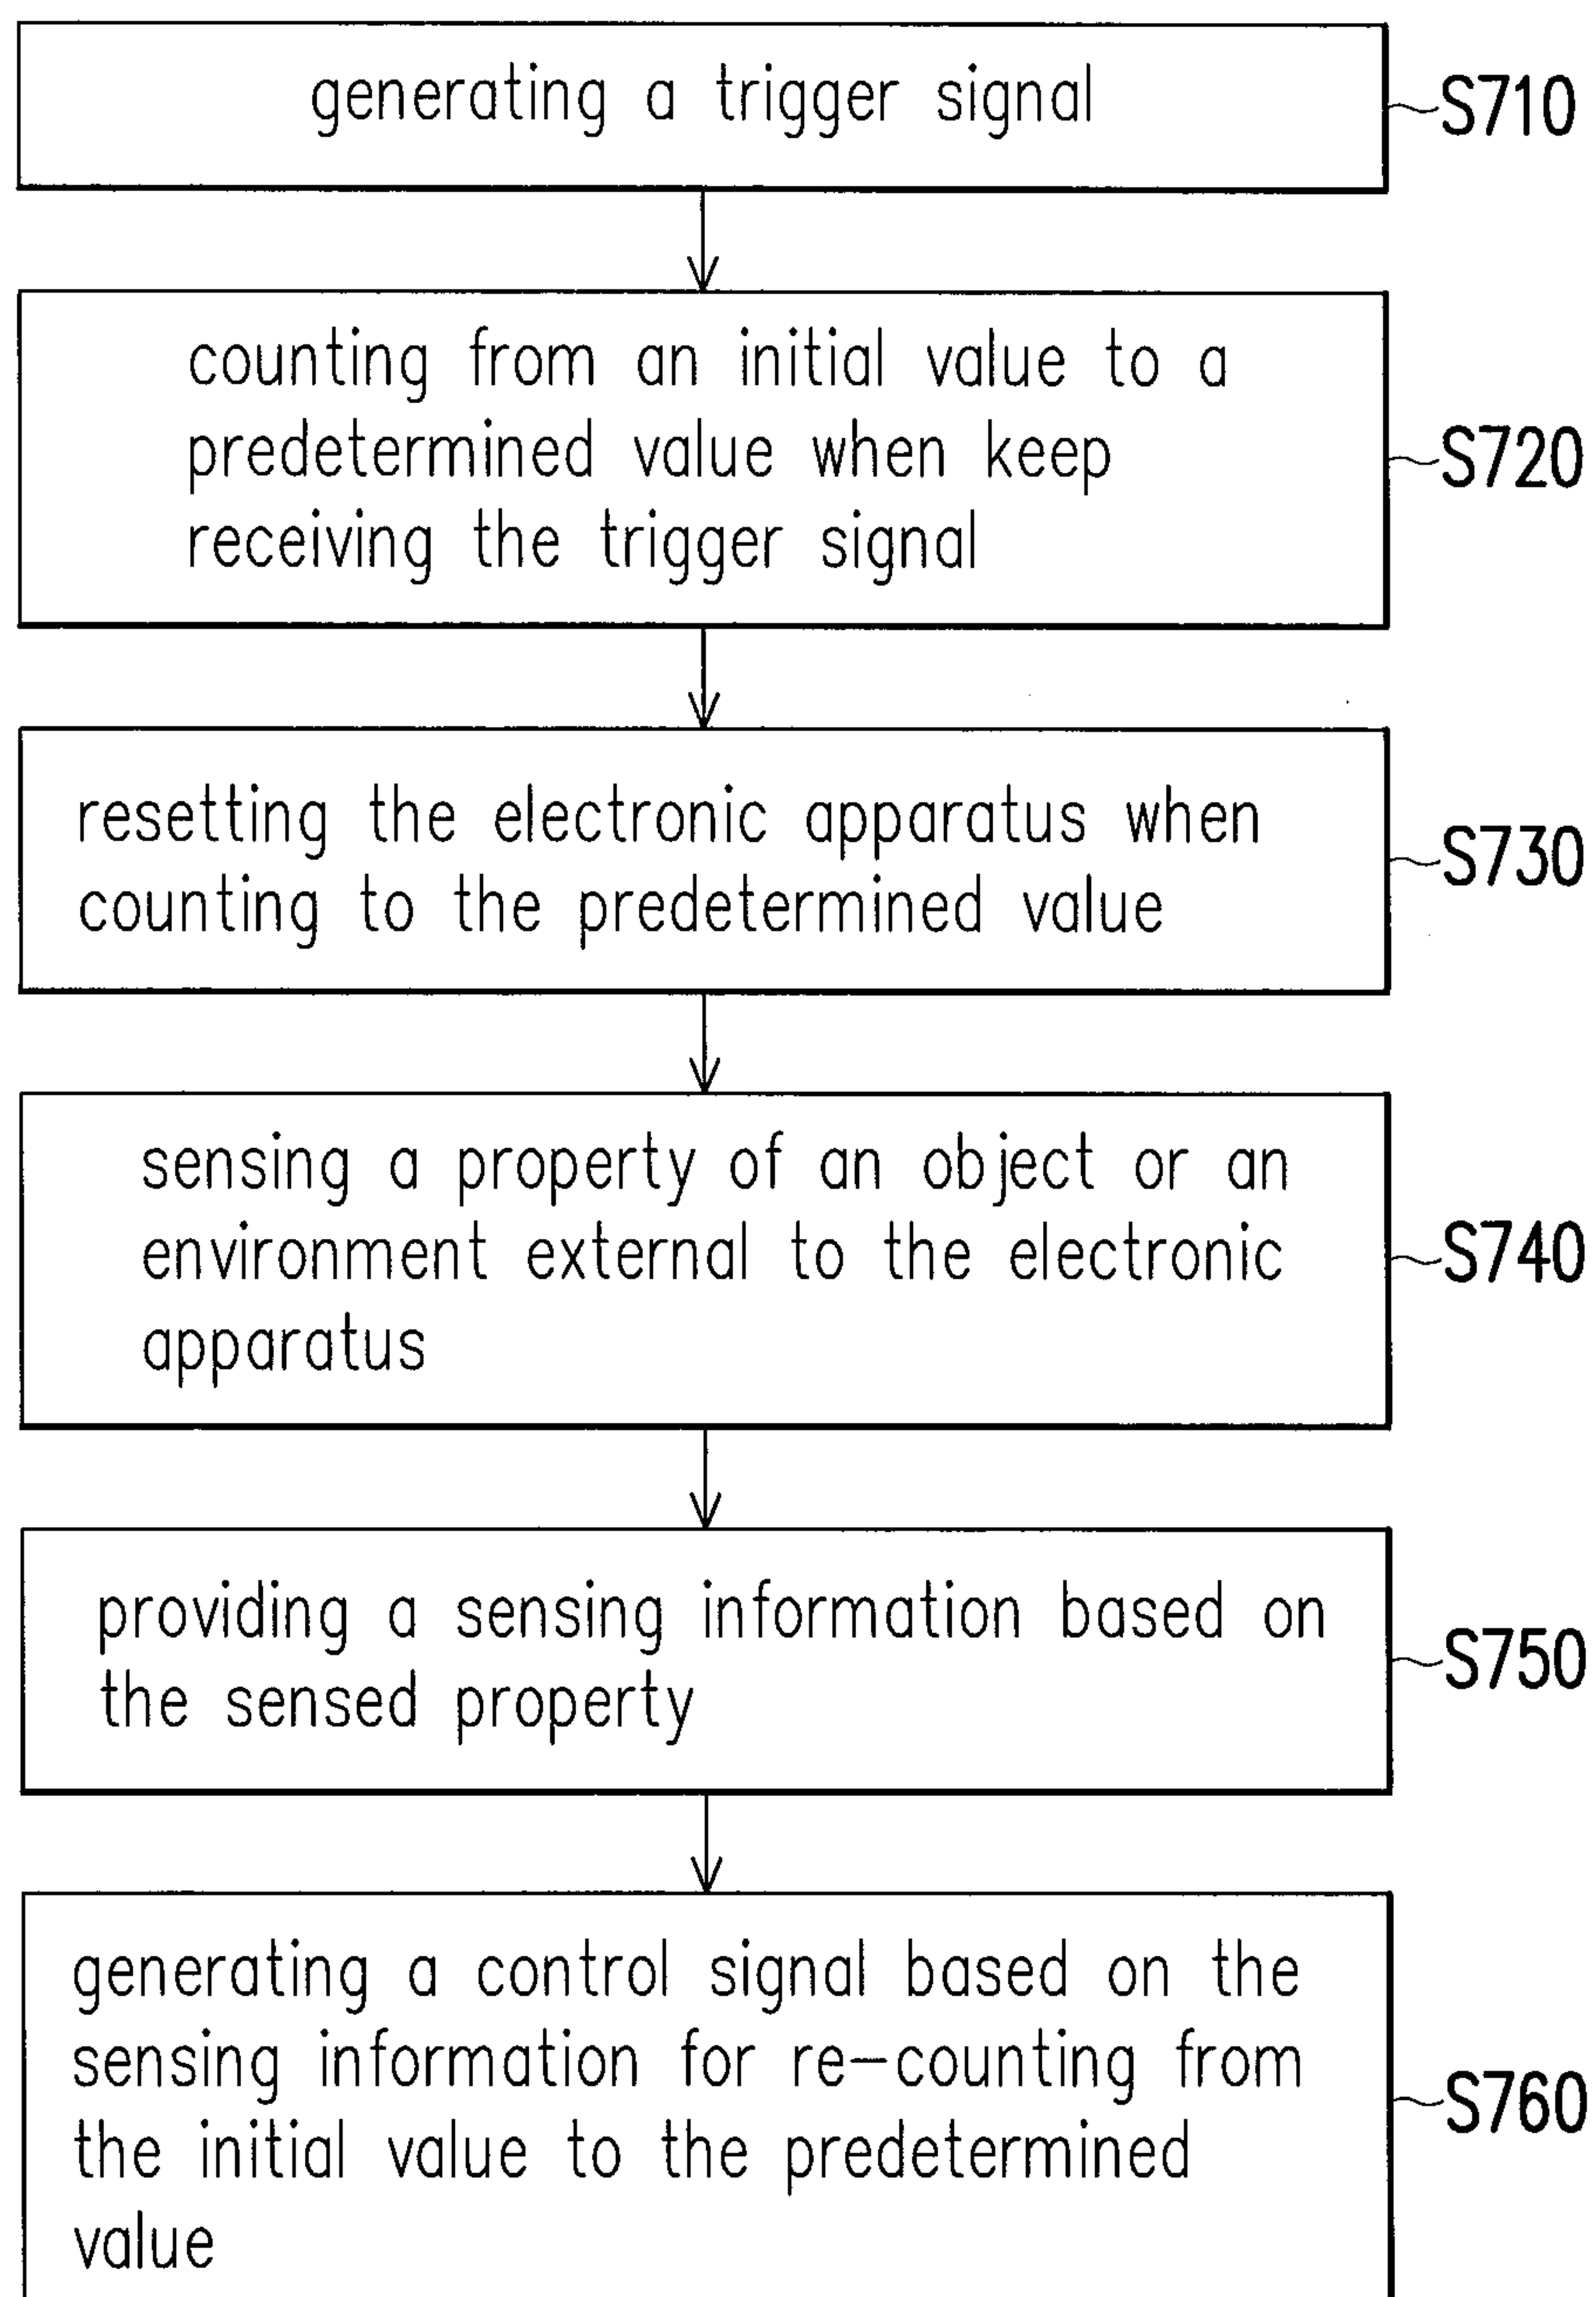 generating a trigger signal
S710
counting from an initial value to a
predetermined value when keep
receiving the trigger signal
S720
resetting the electronic apparatus when
counting to the predetermined value
S730
sensing a property of an object or an
environment external to the electronic
apparatus
S740
providing a sensing information based on
the sensed property
S750
generating a control signal based on the
sensing information for re-counting from
the initial value to the predetermined
value
S760